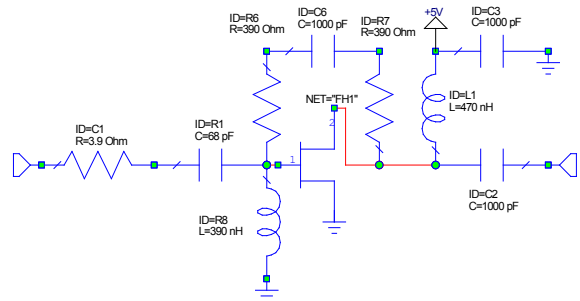 ID=R6
R=390 Ohm
ID=C6
C=1000 pF
ID=R7
R=390 Ohm
+5V
ID=C3
C=1000 pF
NET="FH1"
ID=L1
L=470 nH
2
ID=C1
R=3.9 Ohm
ID=R1
C=68 pF
1
ID=C2
C=1000 pF
ID=R8
L=390 nH